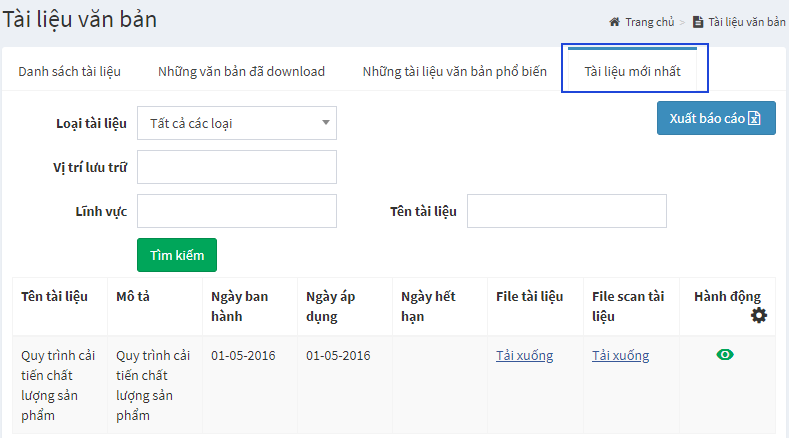 Tài liệu văn bản
Trang chủ > Tài liệu văn bản
Danh sách tài liệu Những văn bản đã download Những tài liệu văn bản phổ biến Tài liệu mới nhất
Loại tài liệu Tất cả các loại Xuất báo cáo
Vị trí lưu trữ
Lĩnh vực Tên tài liệu
Tìm kiếm
Tên tài liệu Mô tả Ngày ban Ngày áp Ngày hết File tài liệu File scan tài Hành động
hành dụng hạn liệu
Quy trình cải Quy trình cải 01-05-2016 01-05-2016 Tải xuống Tải xuống
tiến chất tiến chất
lượng sản lượng sản
phẩm phẩm